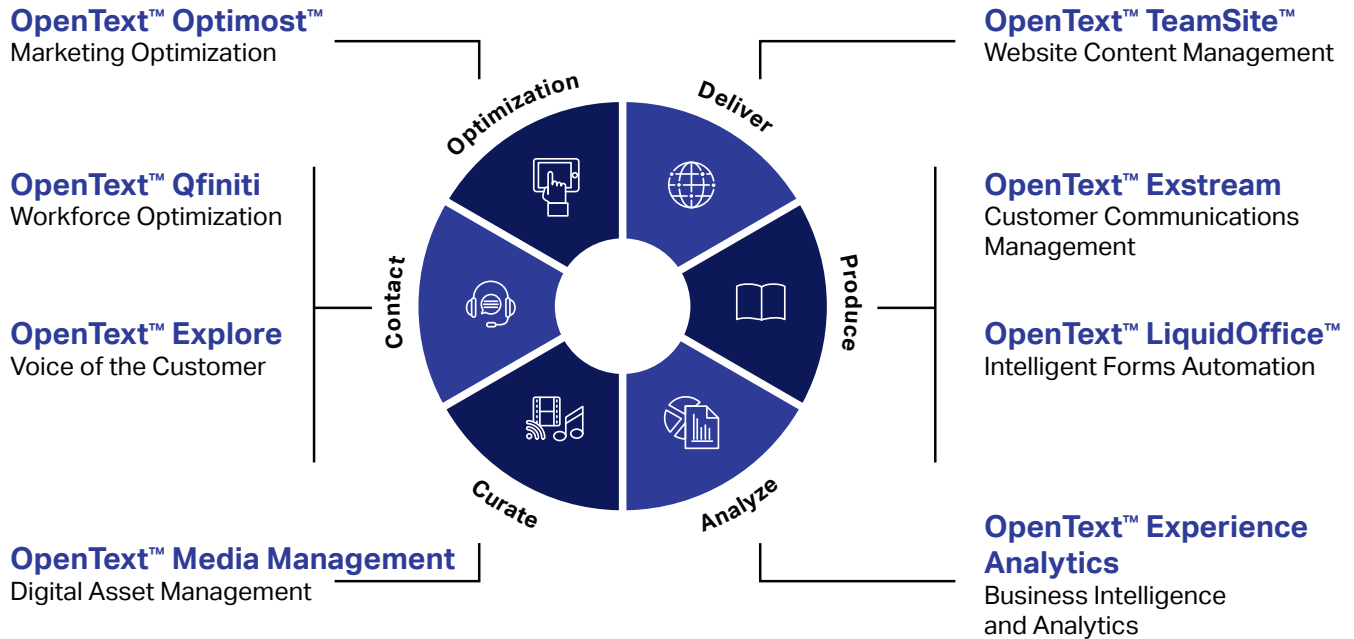 OpenText™ Optimost™
Marketing Optimization
OpenText™ Qfiniti
Workforce Optimization
OpenText™ Explore
Voice of the Customer
OpenText™ Media Management
Digital Asset Management
Optimization
Deliver
Contact
Produce
Curate
Analyze
OpenText™ TeamSite™
Website Content Management
OpenText™ Exstream
Customer Communications
Management
OpenText™ LiquidOffice™
Intelligent Forms Automation
OpenText™ Experience
Analytics
Business Intelligence
and Analytics